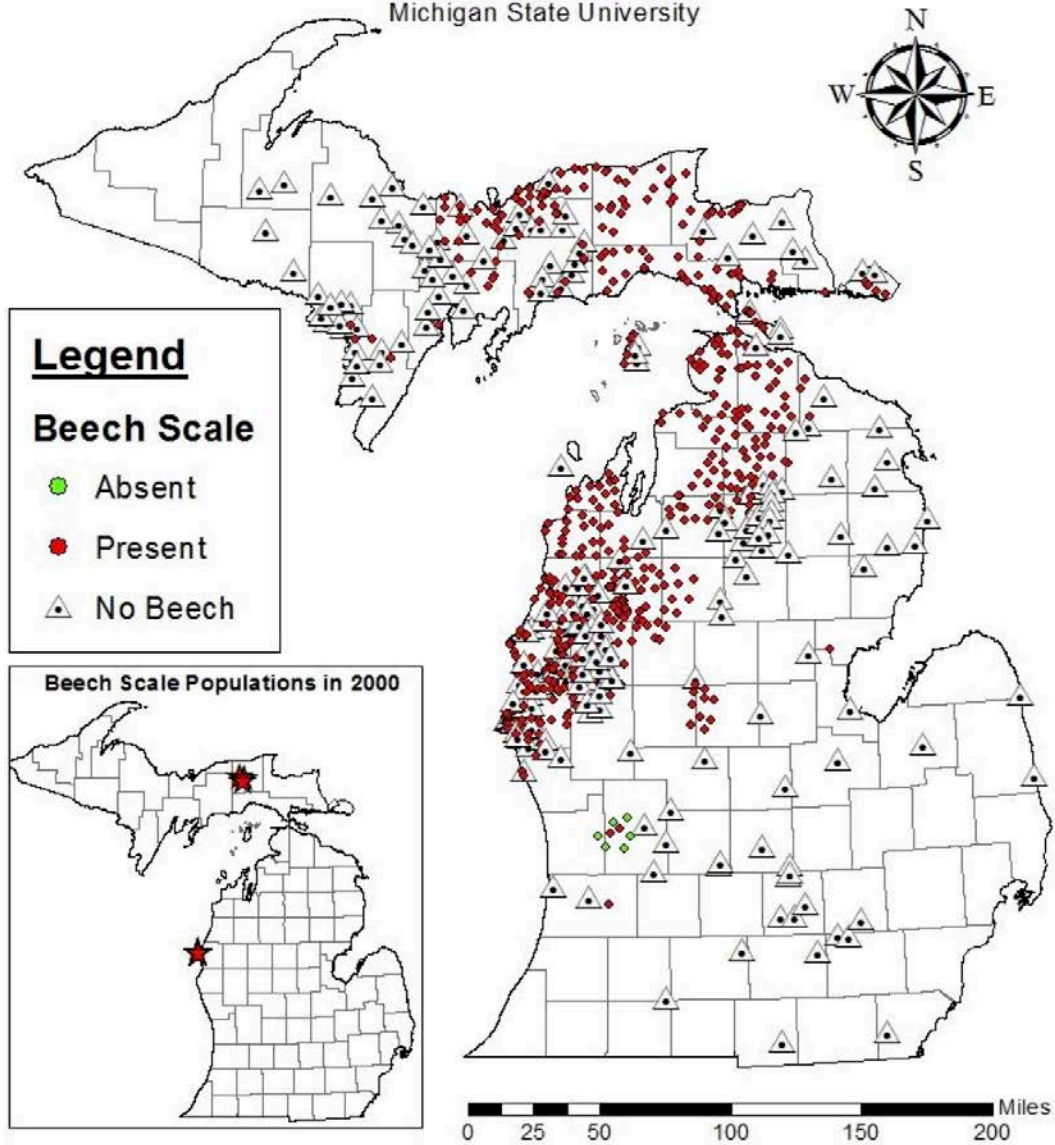 Michigan State University
N
W E
S
Legend
Beech Scale
Absent
Present
No Beech
Beech Scale Populations in 2000
Miles
0 25 50 100 150 200